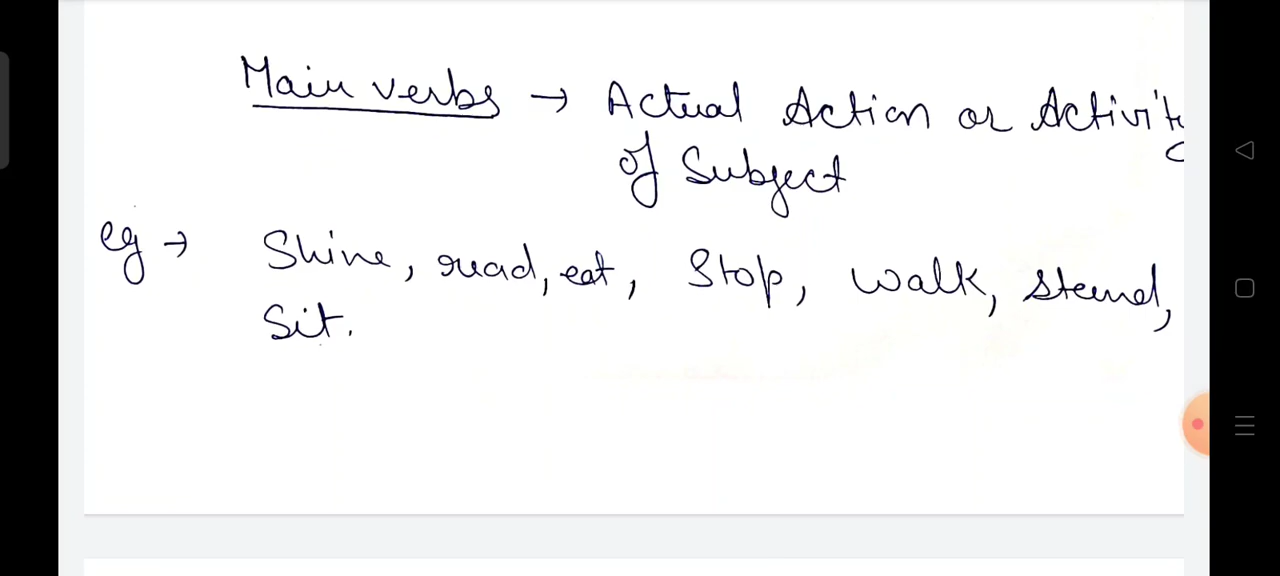 Main verbs → Actual Action or Activity
of Subject
eg → Shine, read, eat, Stop, walk, stand,
Sit.